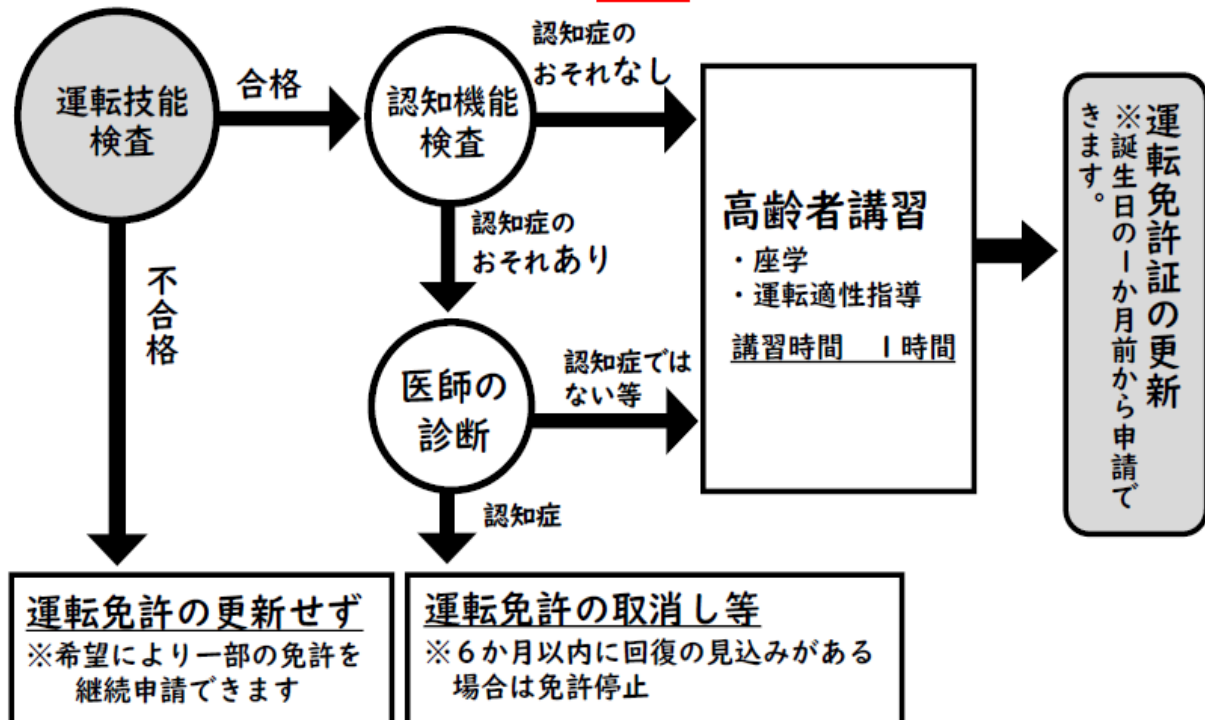 運転技能
検査
合格
認知機能
検査
認知症の
おそれなし
認知症の
おそれあり
不合格
医師の
診断
認知症では
ない等
認知症
高齢者講習
・座学
・運転適性指導
講習時間　1時間
運転免許証の更新
※誕生日の1か月前から申請で
きます。
運転免許の更新せず
※希望により一部の免許を
継続申請できます
運転免許の取消し等
※6か月以内に回復の見込みがある
場合は免許停止